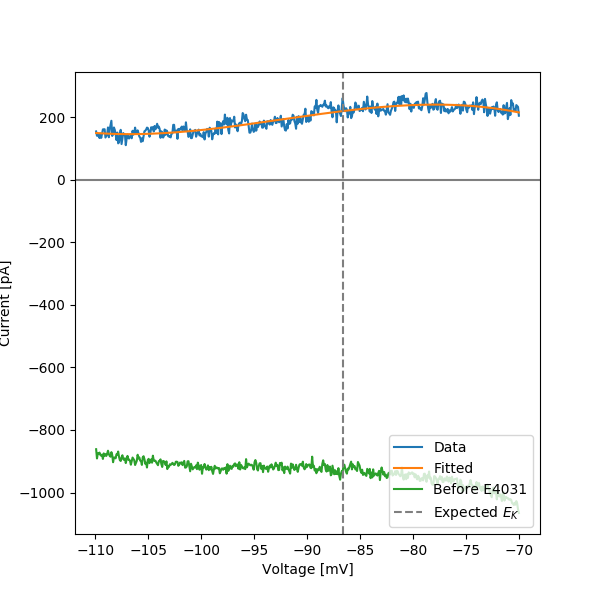 200
0
−200
−400
−600
−800
−1000
Current [pA]
Data
Fitted
Before E4031
Expected E_K
−110 −105 −100 −95 −90 −85 −80 −75 −70
Voltage [mV]